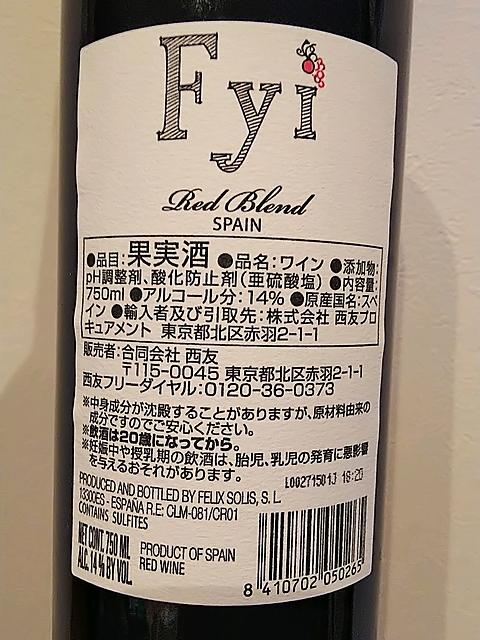 Fyi
Red Blend
SPAIN
●品目:果実酒 ●品名:ワイン ●添加物:
pH調整剤、酸化防止剤(亜硫酸塩) ●内容量:
750ml ●アルコール分:14% ●原産国名:スペ
イン ●輸入者及び引取先:株式会社 西友プロ
キュアメント 東京都北区赤羽2-1-1
販売者:合同会社 西友
〒115-0045 東京都北区赤羽2-1-1
西友フリーダイヤル:0120-36-0373
※中身成分が沈殿することがありますが、原材料由来の
成分ですのでご安心ください。
※飲酒は20歳になってから。
※妊娠中や授乳期の飲酒は、胎児、乳児の発育に悪影響
を与えるおそれがあります。
L00271501J 16:20
PRODUCED AND BOTTLED BY FELIX SOLIS, S. L.
13300ES - ESPAÑA R.E: CLM-081/CR01
CONTAINS SULFITES
NET CONT. 750 ML
ALC. 14 % BY VOL.
PRODUCT OF SPAIN
RED WINE
8 410702 050265